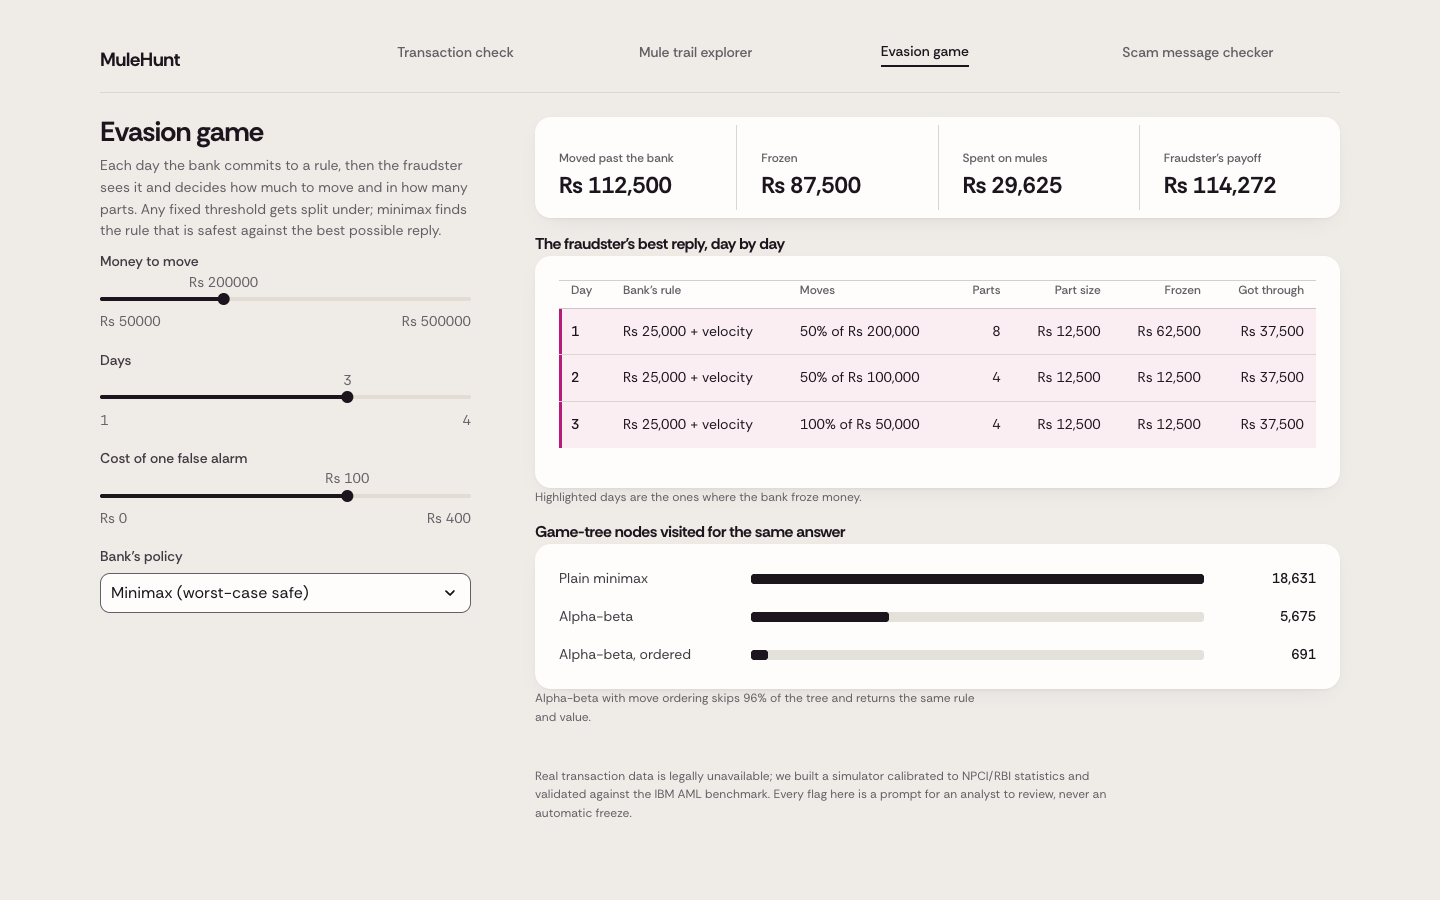 MuleHunt
Transaction check
Mule trail explorer
Evasion game
Scam message checker
Evasion game
Each day the bank commits to a rule, then the fraudster
sees it and decides how much to move and in how many
parts. Any fixed threshold gets split under; minimax finds
the rule that is safest against the best possible reply.
Money to move
Rs 200000
Rs 50000 Rs 500000
Days
3
1 4
Cost of one false alarm
Rs 100
Rs 0 Rs 400
Bank's policy
Minimax (worst-case safe)
Moved past the bank
Rs 112,500
Frozen
Rs 87,500
Spent on mules
Rs 29,625
Fraudster's payoff
Rs 114,272
The fraudster's best reply, day by day
Day Bank's rule Moves Parts Part size Frozen Got through
1 Rs 25,000 + velocity 50% of Rs 200,000 8 Rs 12,500 Rs 62,500 Rs 37,500
2 Rs 25,000 + velocity 50% of Rs 100,000 4 Rs 12,500 Rs 12,500 Rs 37,500
3 Rs 25,000 + velocity 100% of Rs 50,000 4 Rs 12,500 Rs 12,500 Rs 37,500
Highlighted days are the ones where the bank froze money.
Game-tree nodes visited for the same answer
Plain minimax 18,631
Alpha-beta 5,675
Alpha-beta, ordered 691
Alpha-beta with move ordering skips 96% of the tree and returns the same rule
and value.
Real transaction data is legally unavailable; we built a simulator calibrated to NPCI/RBI statistics and
validated against the IBM AML benchmark. Every flag here is a prompt for an analyst to review, never an
automatic freeze.